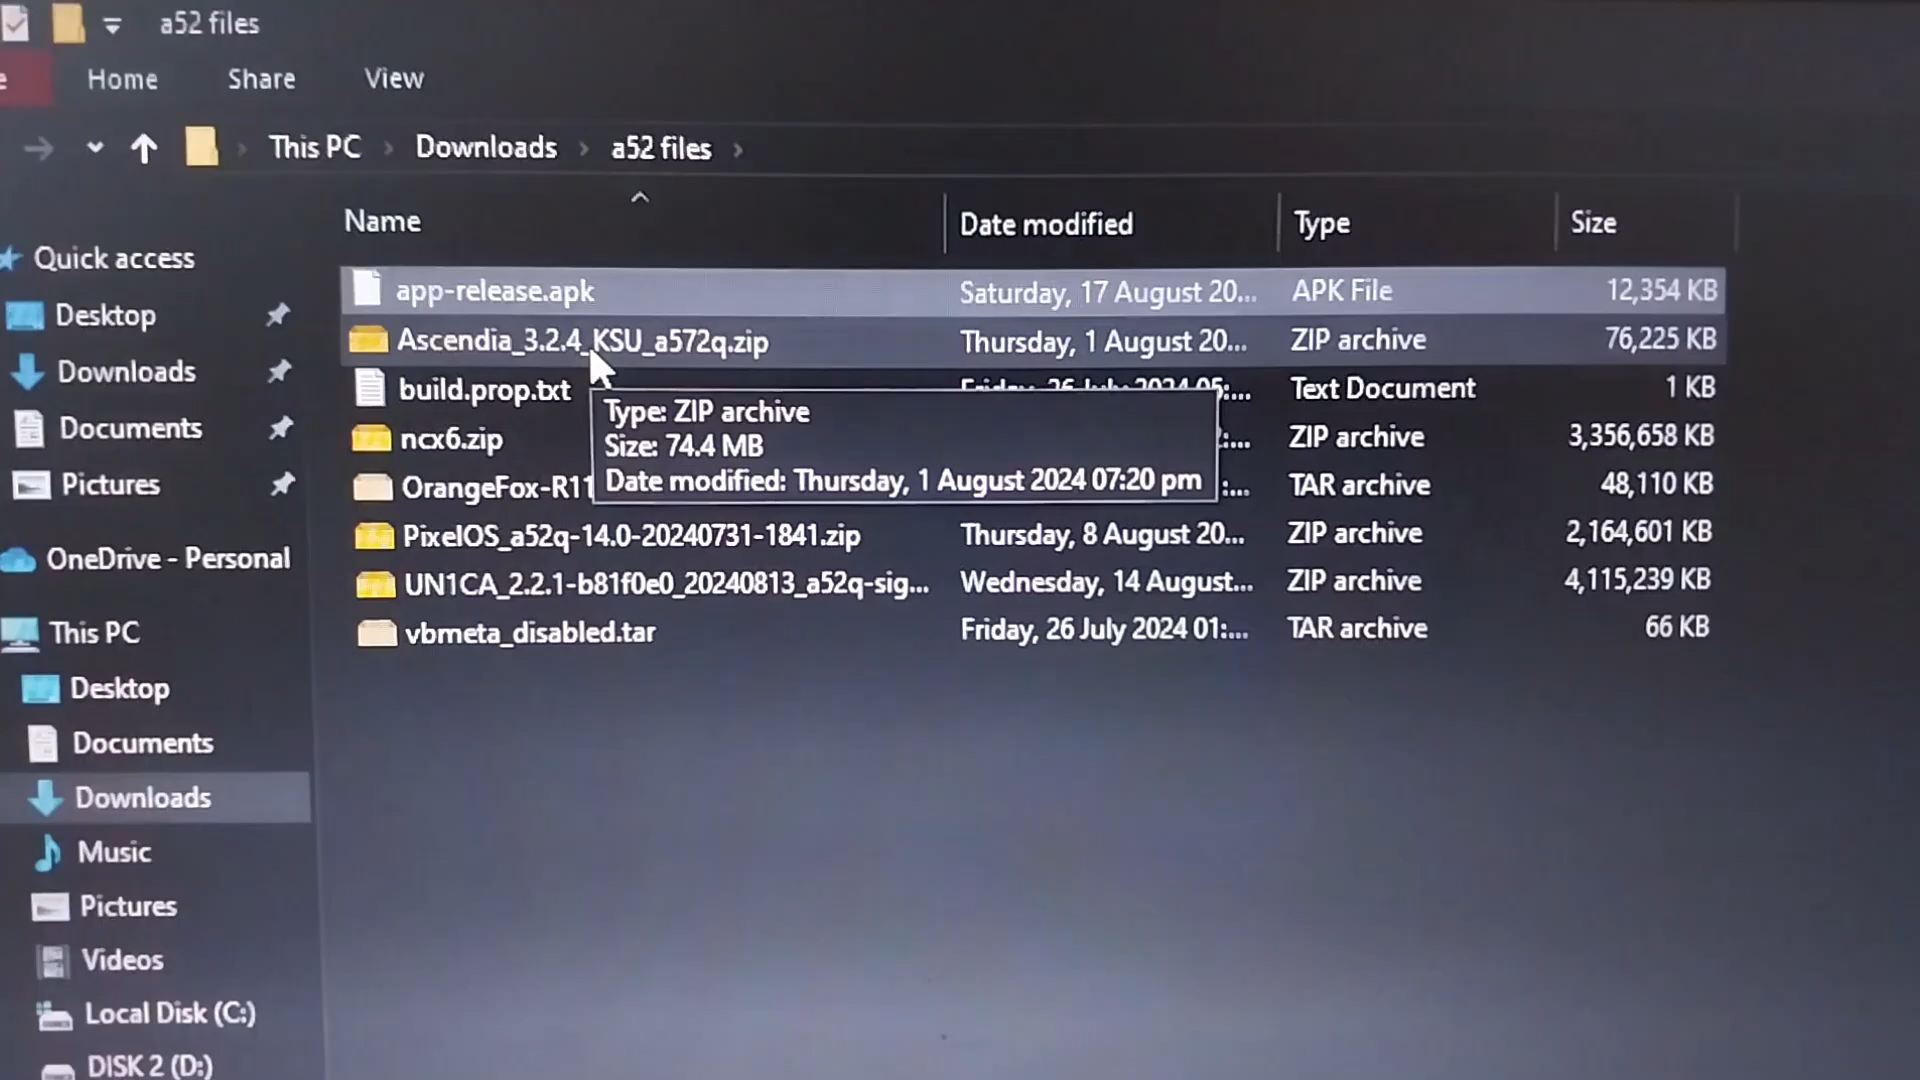 a52 files
e Home Share View
This PC > Downloads > a52 files >
Name Date modified Type Size
Quick access
Desktop
Downloads
Documents
Pictures
OneDrive - Personal
This PC
Desktop
Documents
Downloads
Music
Pictures
Videos
Local Disk (C:)
DISK 2 (D:)
app-release.apk Saturday, 17 August 20... APK File 12,354 KB
Ascendia_3.2.4_KSU_a572q.zip Thursday, 1 August 20... ZIP archive 76,225 KB
build.prop.txt Friday, 26 July 2024 05:... Text Document 1 KB
ncx6.zip :... ZIP archive 3,356,658 KB
OrangeFox-R11 :... TAR archive 48,110 KB
PixelOS_a52q-14.0-20240731-1841.zip Thursday, 8 August 20... ZIP archive 2,164,601 KB
UN1CA_2.2.1-b81f0e0_20240813_a52q-sig... Wednesday, 14 August... ZIP archive 4,115,239 KB
vbmeta_disabled.tar Friday, 26 July 2024 01:... TAR archive 66 KB
Type: ZIP archive
Size: 74.4 MB
Date modified: Thursday, 1 August 2024 07:20 pm